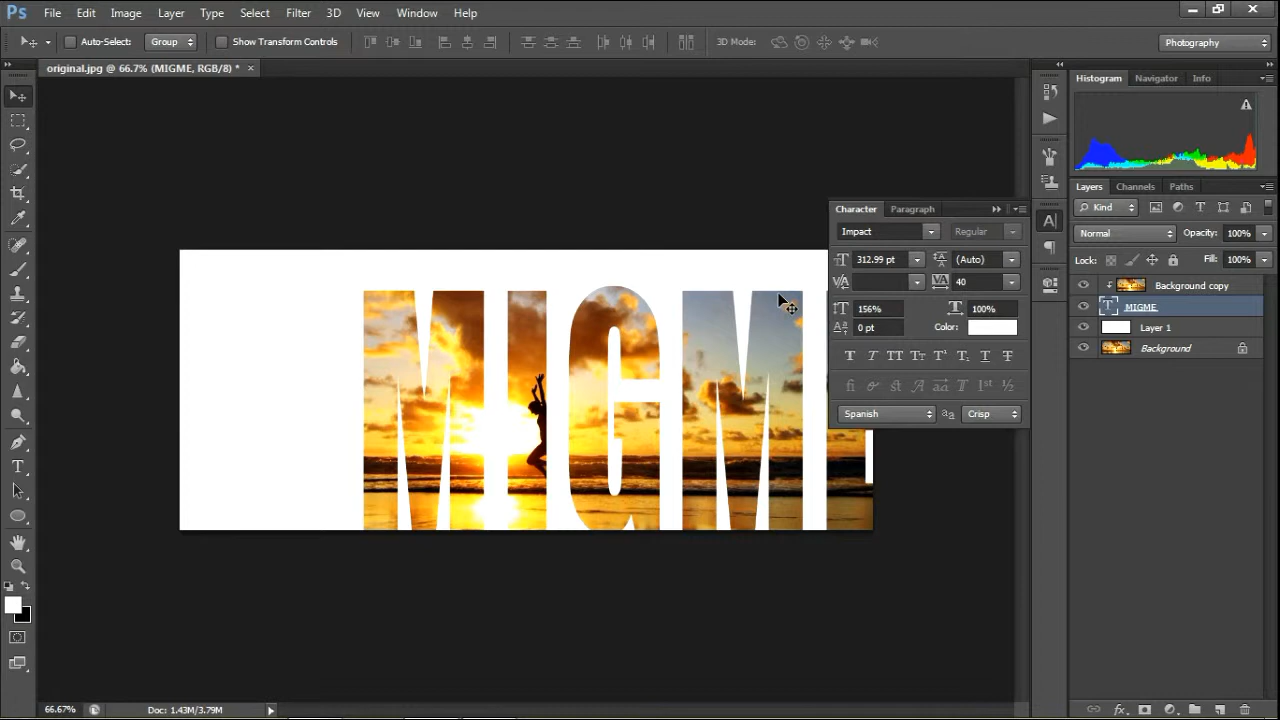 Ps File Edit Image Layer Type Select Filter 3D View Window Help
Auto-Select: Group Show Transform Controls 3D Mode: Photography
original.jpg @ 66.7% (MIGME, RGB/8) * ×
Histogram Navigator Info
Layers Channels Paths
Kind
Character Paragraph
Impact Regular
Normal Opacity: 100%
312.99 pt (Auto)
Lock: Fill: 100%
40
Background copy
156% 100%
MIGME
0 pt Color:
Layer 1
Background
Spanish aa Crisp
MIGM
66.67% Doc: 1.43M/3.79M